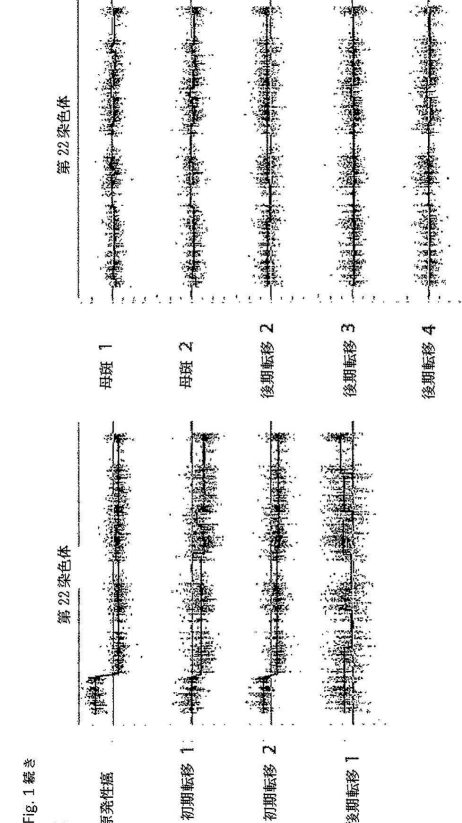 Fig. 1 続き
第 22 染色体
原発性癌
初期転移 1
初期転移 2
後期転移 1
第 22 染色体
母斑 1
母斑 2
後期転移 2
後期転移 3
後期転移 4